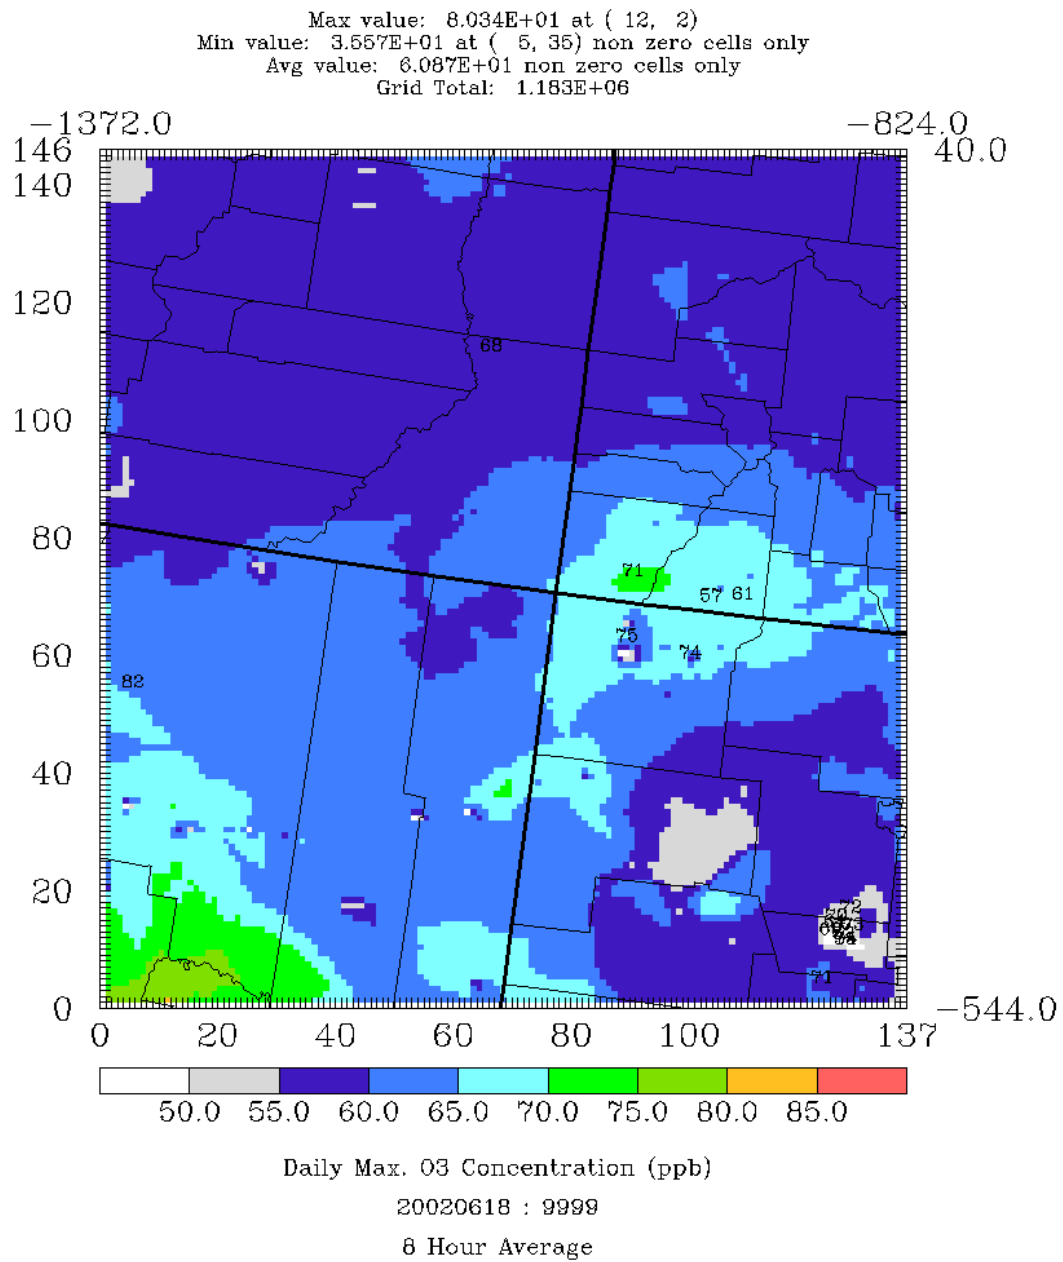 Max value: 8.034E+01 at ( 12, 2)
Min value: 3.557E+01 at ( 5, 35) non zero cells only
Avg value: 6.087E+01 non zero cells only
Grid Total: 1.183E+06
−1372.0 −824.0
146 40.0
140
120
68
100
80
71
57 61
75
74
60
82
40
20
72
73
71
0 −544.0
0 20 40 60 80 100 137
50.0 55.0 60.0 65.0 70.0 75.0 80.0 85.0
Daily Max. O3 Concentration (ppb)
20020618 : 9999
8 Hour Average